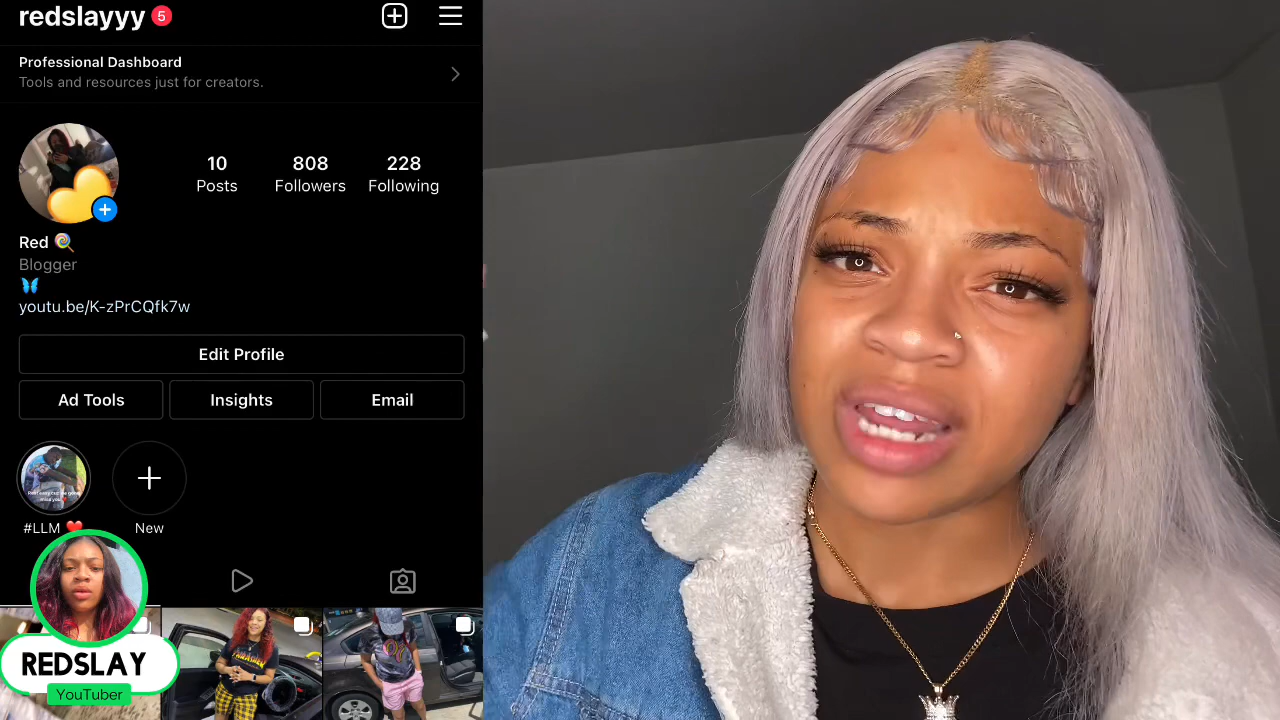 redslayyy 5
Professional Dashboard
Tools and resources just for creators.
10 808 228
Posts Followers Following
Red 🍭
Blogger
🦋
youtu.be/K-zPrCQfk7w
Edit Profile
Ad Tools Insights Email
#LLM ❤️ New
REDSLAY
YouTuber